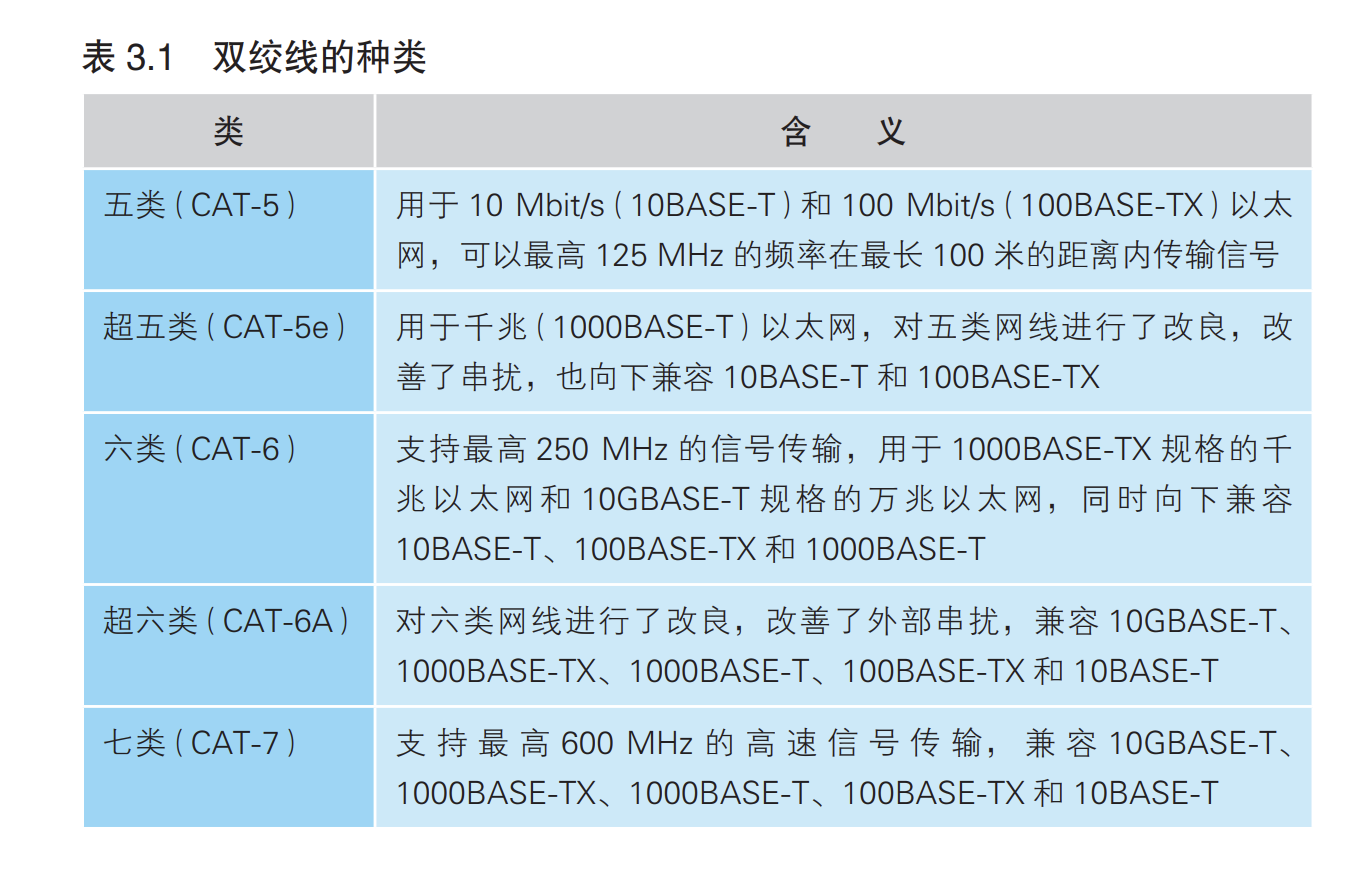 表 3.1 双绞线的种类
类
含 义
五类（CAT-5）
用于 10 Mbit/s（10BASE-T）和 100 Mbit/s（100BASE-TX）以太
网，可以最高 125 MHz 的频率在最长 100 米的距离内传输信号
超五类（CAT-5e）
用于千兆（1000BASE-T）以太网，对五类网线进行了改良，改
善了串扰，也向下兼容 10BASE-T 和 100BASE-TX
六类（CAT-6）
支持最高 250 MHz 的信号传输，用于 1000BASE-TX 规格的千
兆以太网和 10GBASE-T 规格的万兆以太网，同时向下兼容
10BASE-T、100BASE-TX 和 1000BASE-T
超六类（CAT-6A）
对六类网线进行了改良，改善了外部串扰，兼容 10GBASE-T、
1000BASE-TX、1000BASE-T、100BASE-TX 和 10BASE-T
七类（CAT-7）
支持最高 600 MHz 的高速信号传输，兼容 10GBASE-T、
1000BASE-TX、1000BASE-T、100BASE-TX 和 10BASE-T